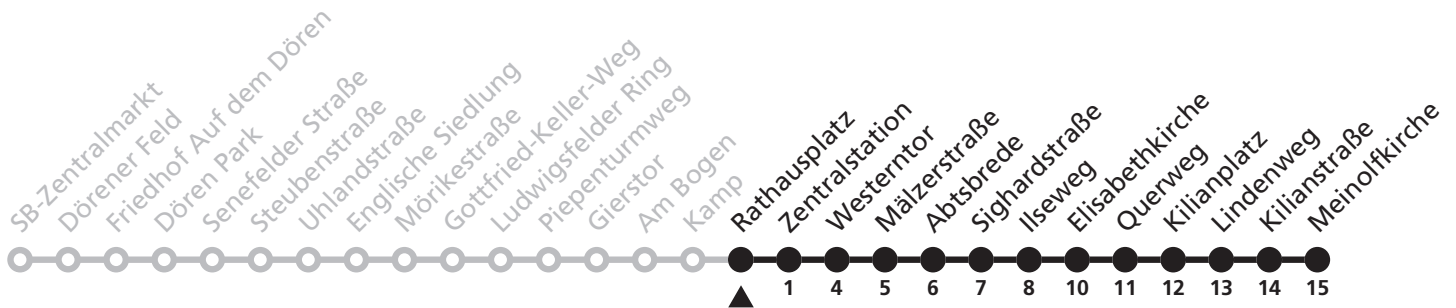 SB-Zentralmarkt
Dörener Feld
Friedhof Auf dem Dören
Dören Park
Senefelder Straße
Steubenstraße
Uhlandstraße
Englische Siedlung
Mörikestraße
Gottfried-Keller-Weg
Ludwigsfelder Ring
Piepenturmweg
Gierstor
Am Bogen
Kamp
Rathausplatz
Zentralstation
Westerntor
Mälzerstraße
Abtsbrede
Sighardstraße
Ilseweg
Elisabethkirche
Querweg
Kilianplatz
Lindenweg
Kilianstraße
Meinolfkirche
1 4 5 6 7 8 10 11 12 13 14 15